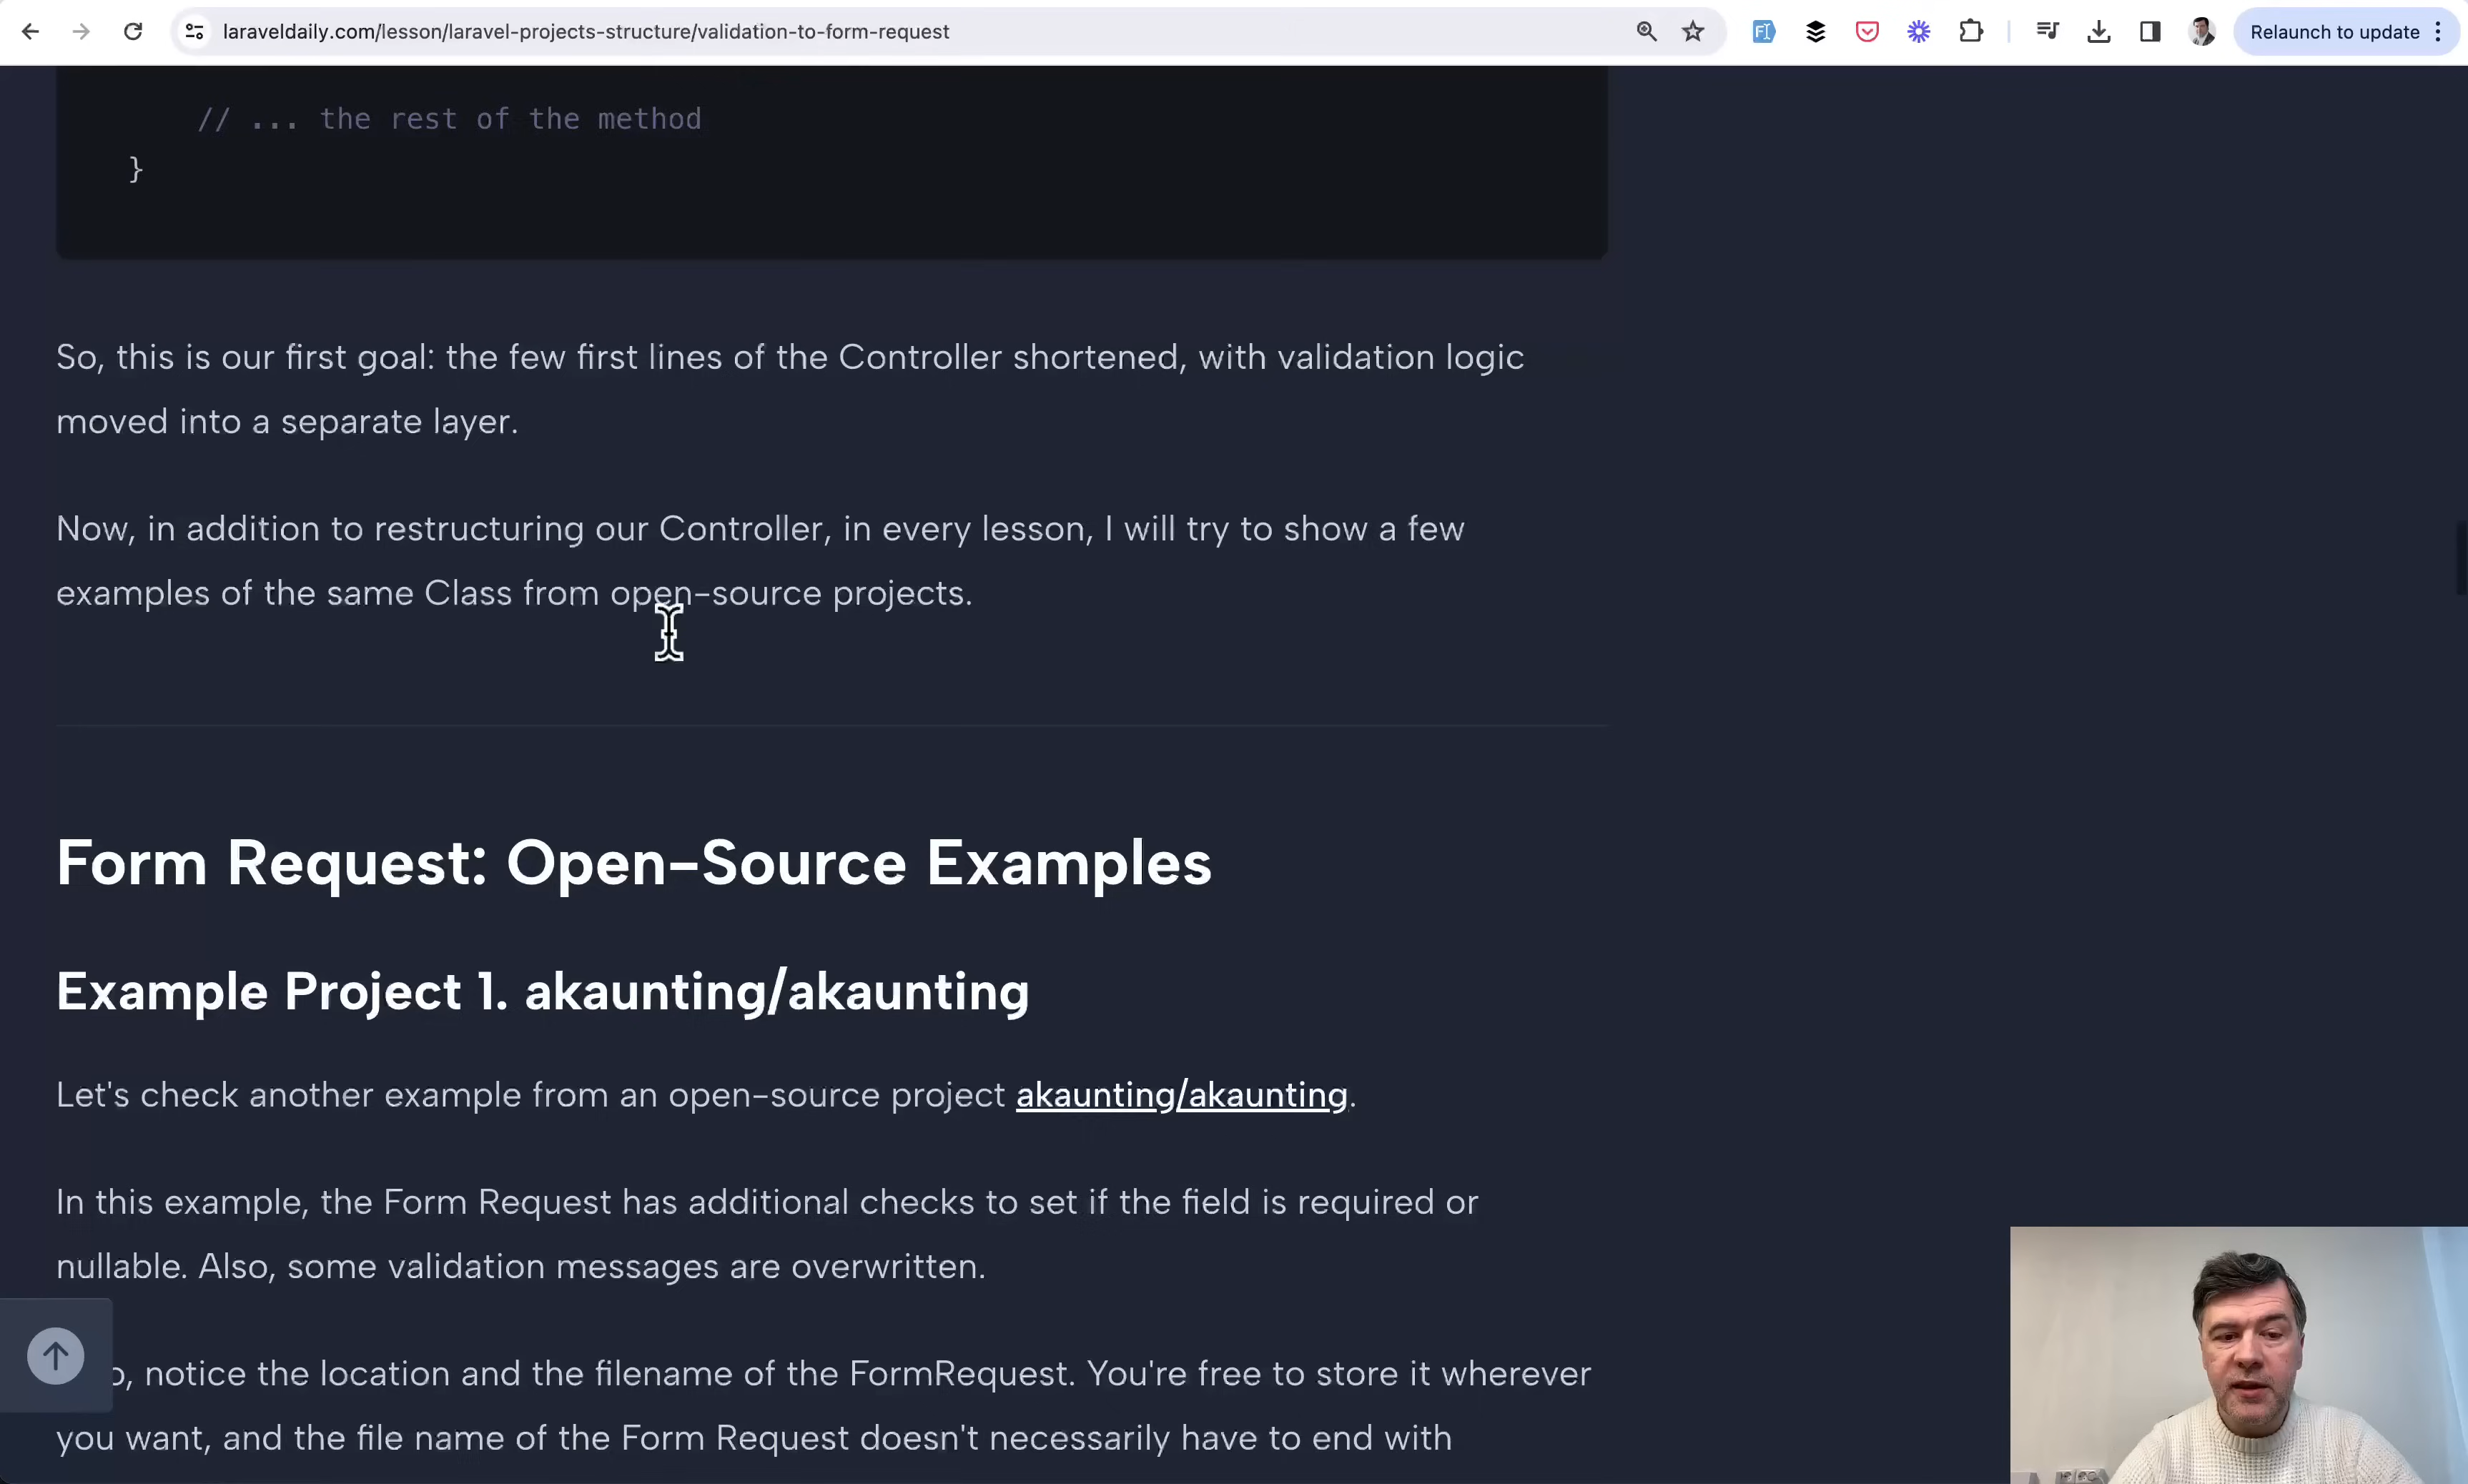 laraveldaily.com/lesson/laravel-projects-structure/validation-to-form-request
Relaunch to update
// ... the rest of the method
}
So, this is our first goal: the few first lines of the Controller shortened, with validation logic
moved into a separate layer.
Now, in addition to restructuring our Controller, in every lesson, I will try to show a few
examples of the same Class from open-source projects.
Form Request: Open-Source Examples
Example Project 1. akaunting/akaunting
Let's check another example from an open-source project akaunting/akaunting.
In this example, the Form Request has additional checks to set if the field is required or
nullable. Also, some validation messages are overwritten.
notice the location and the filename of the FormRequest. You're free to store it wherever
you want, and the file name of the Form Request doesn't necessarily have to end with